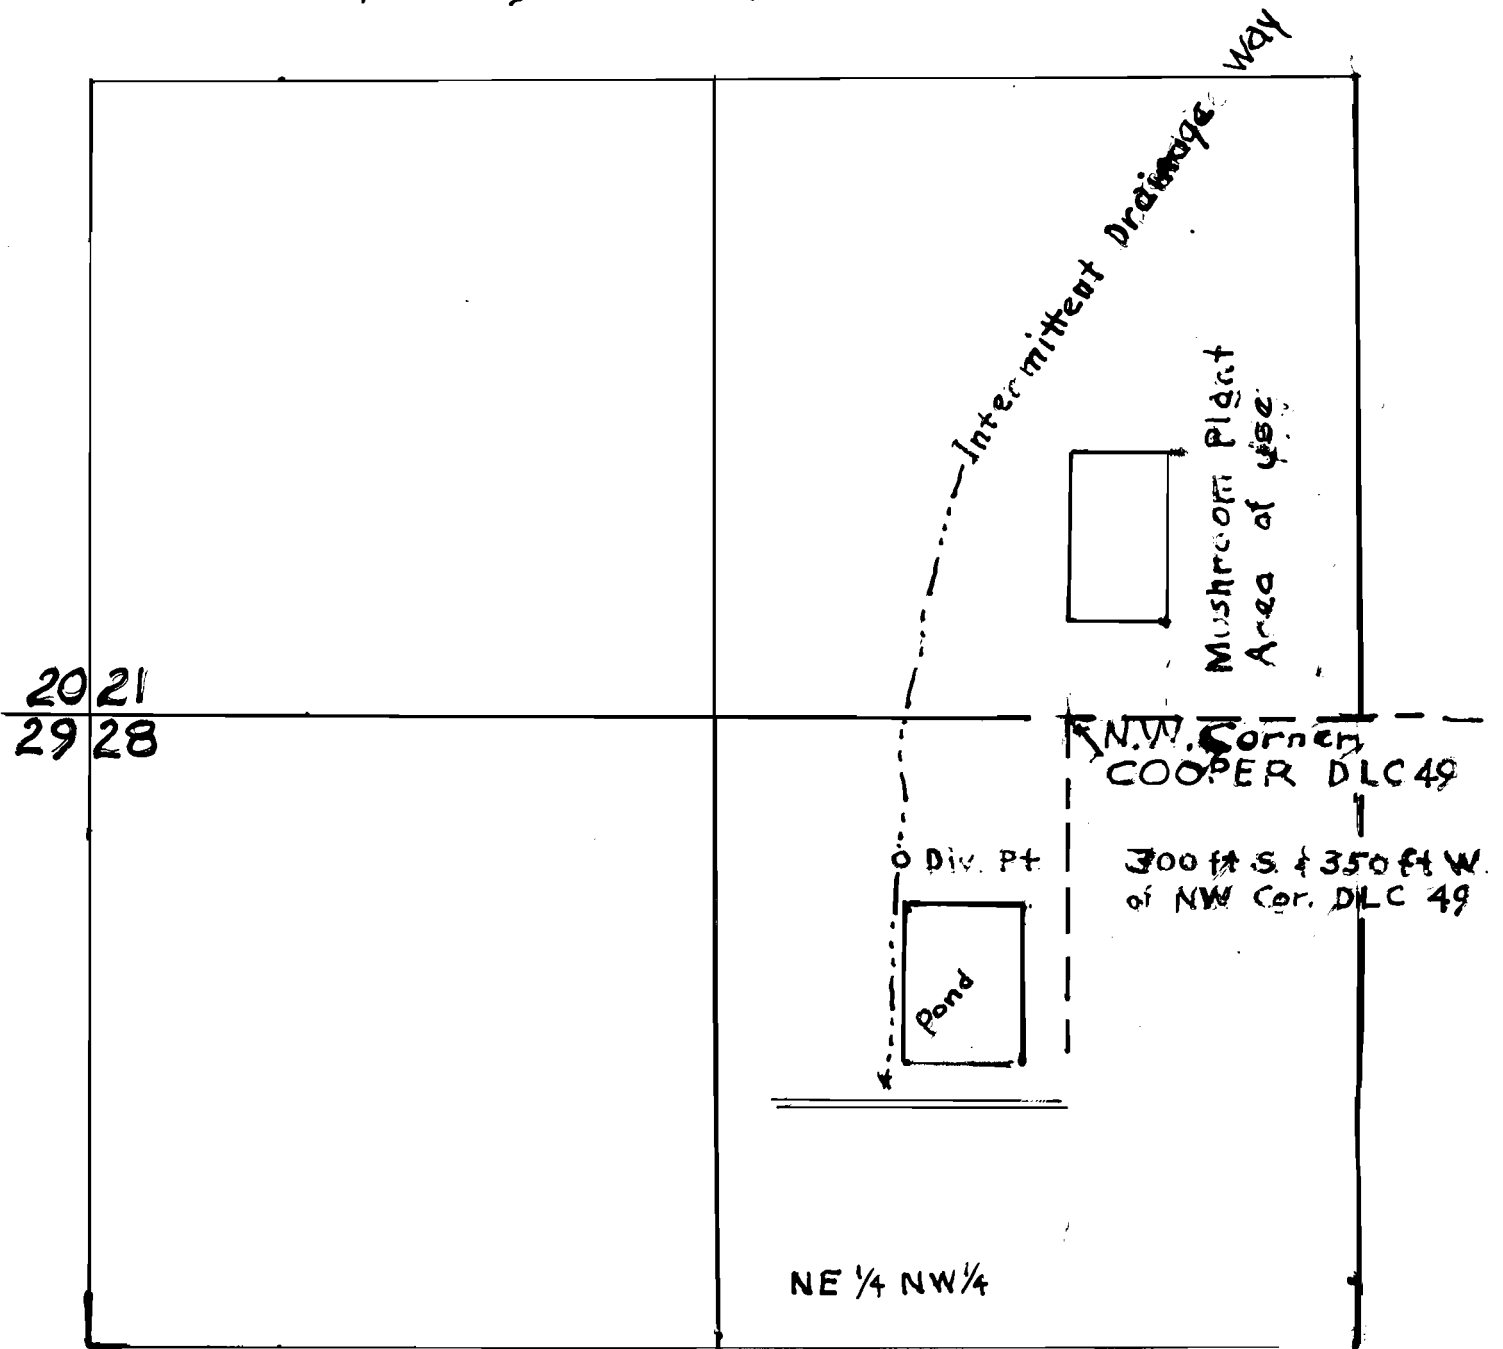 Intermittent Drainage Way
Mushroom Plant
Area of use
20 21
29 28
N.W. Corner
COOPER DLC 49
Div. Pt.
300 ft S. & 350 ft W.
of NW Cor. DLC 49
Pond
NE 1/4 NW 1/4